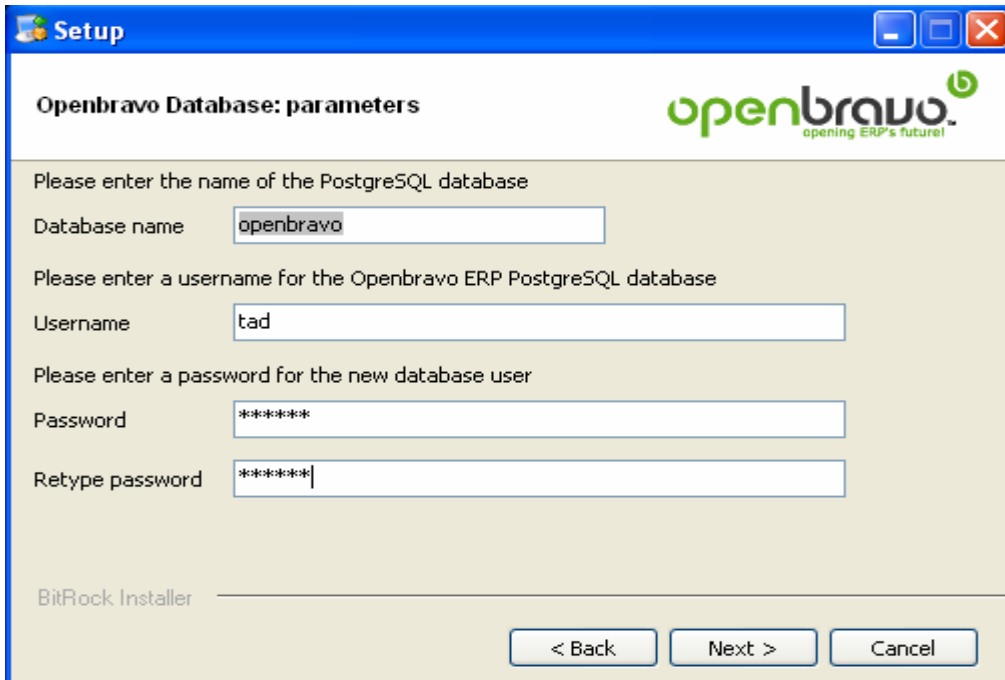 Setup
Openbravo Database: parameters
openbravo™
opening ERP's future!
Please enter the name of the PostgreSQL database
Database name openbravo
Please enter a username for the Openbravo ERP PostgreSQL database
Username tad
Please enter a password for the new database user
Password ******
Retype password ******
BitRock Installer
< Back Next > Cancel